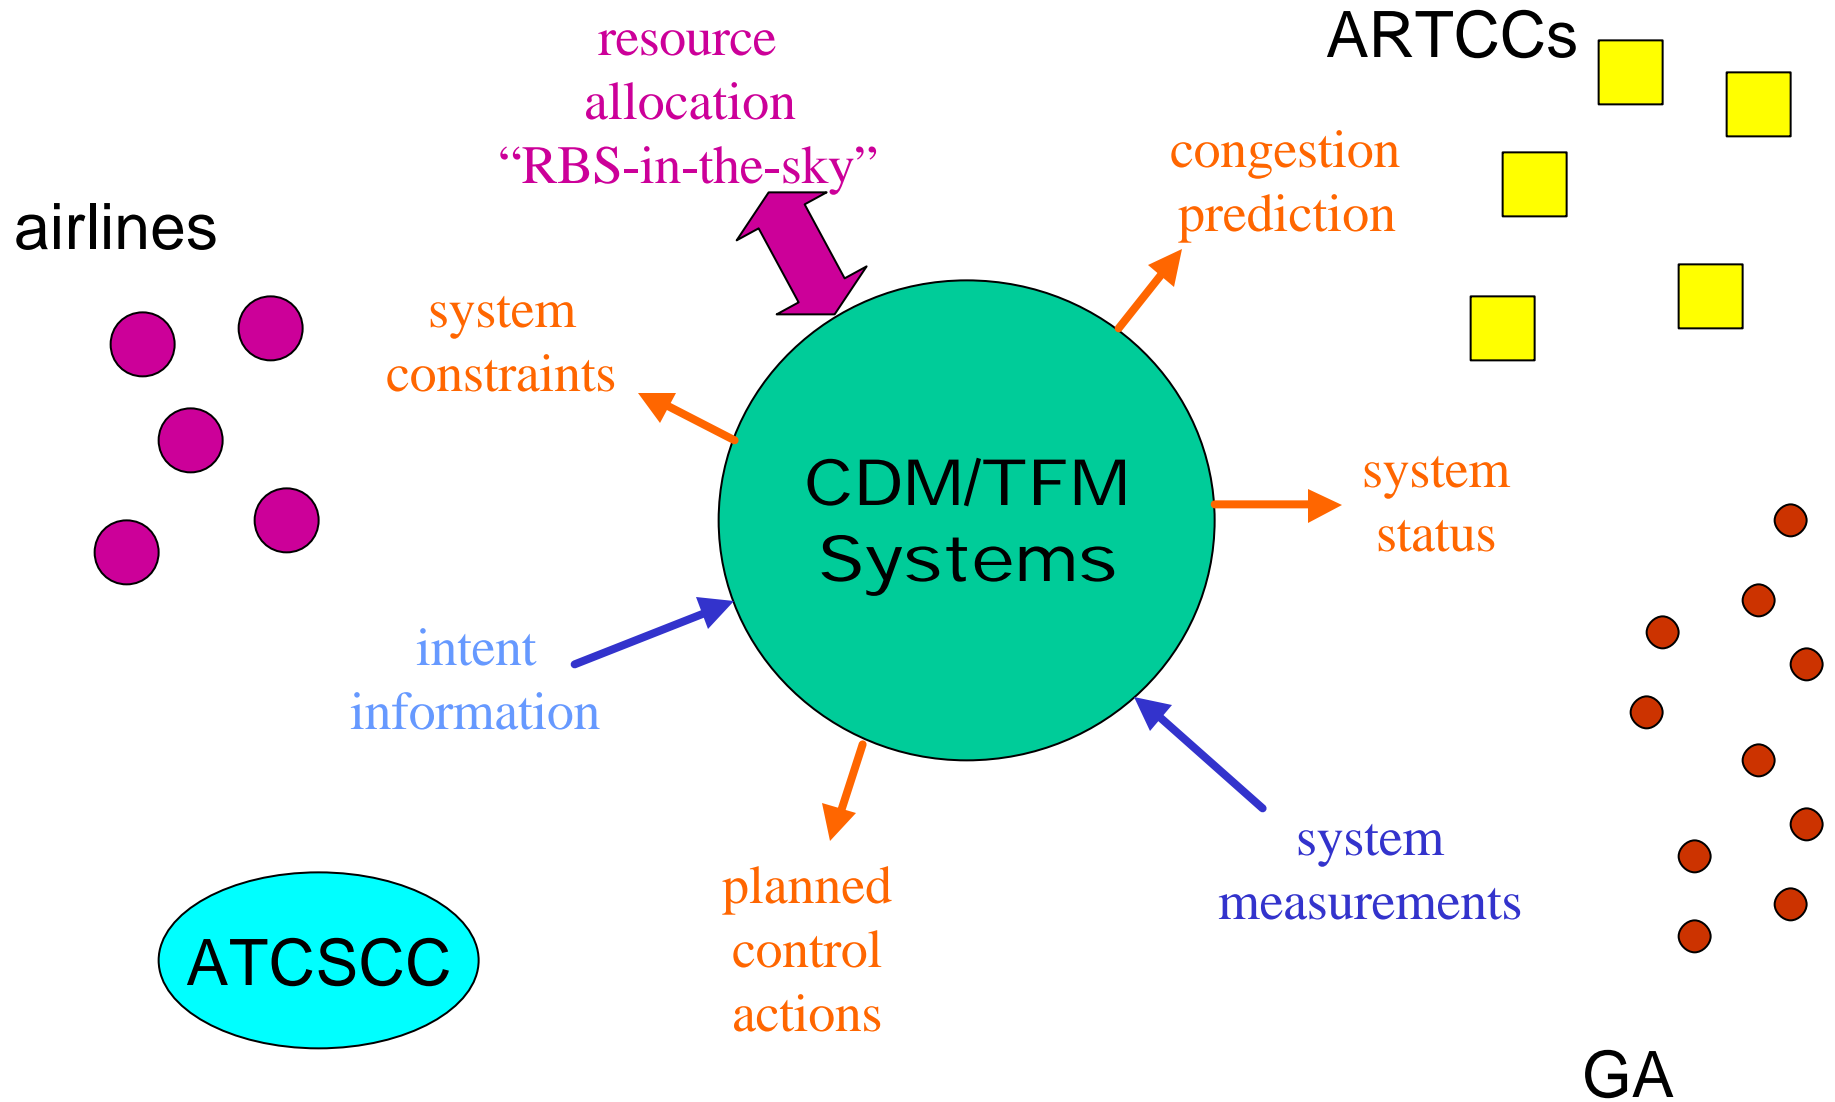 resource
allocation
“RBS-in-the-sky”
ARTCCs
congestion
prediction
airlines
system
constraints
CDM/TFM
Systems
system
status
intent
information
system
measurements
planned
control
actions
ATCSCC
GA